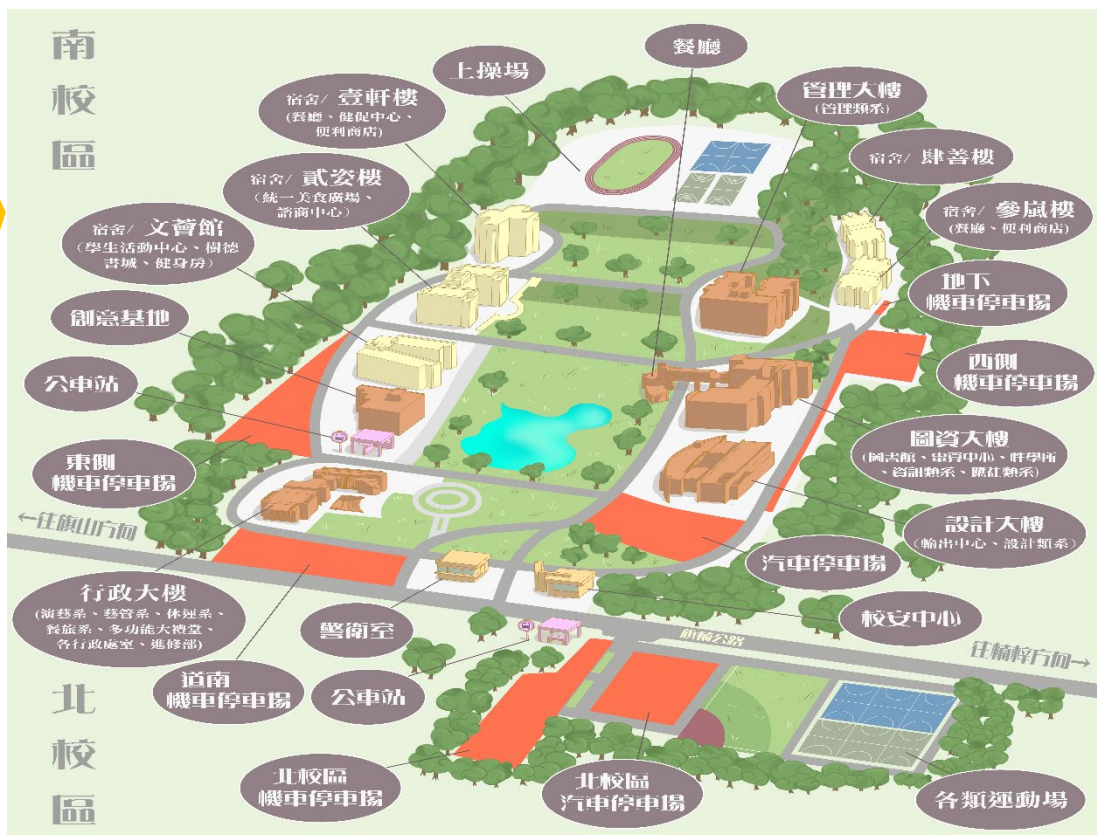 南
校
區
餐廳
上操場
管理大樓
(管理類系)
宿舍/ 壹軒樓
(餐廳、健促中心、
便利商店)
宿舍/ 肆善樓
宿舍/ 貳姿樓
(統一美食廣場、
諮商中心)
宿舍/ 參嵐樓
(餐廳、便利商店)
宿舍/ 文薈館
(學生活動中心、樹德
書城、健身房)
地下
機車停車場
創意基地
西側
機車停車場
公車站
圖資大樓
(圖書館、電算中心、性學所
、資訊類系、應社類系)
東側
機車停車場
設計大樓
(輸出中心、設計類系)
←往旗山方向
汽車停車場
行政大樓
(演藝系、藝管系、休運系、
餐旅系、多功能大禮堂、
各行政處室、進修部)
校安中心
警衛室
旗楠公路
往楠梓方向→
道南
機車停車場
公車站
北
校
區
北校區
機車停車場
北校區
汽車停車場
各類運動場